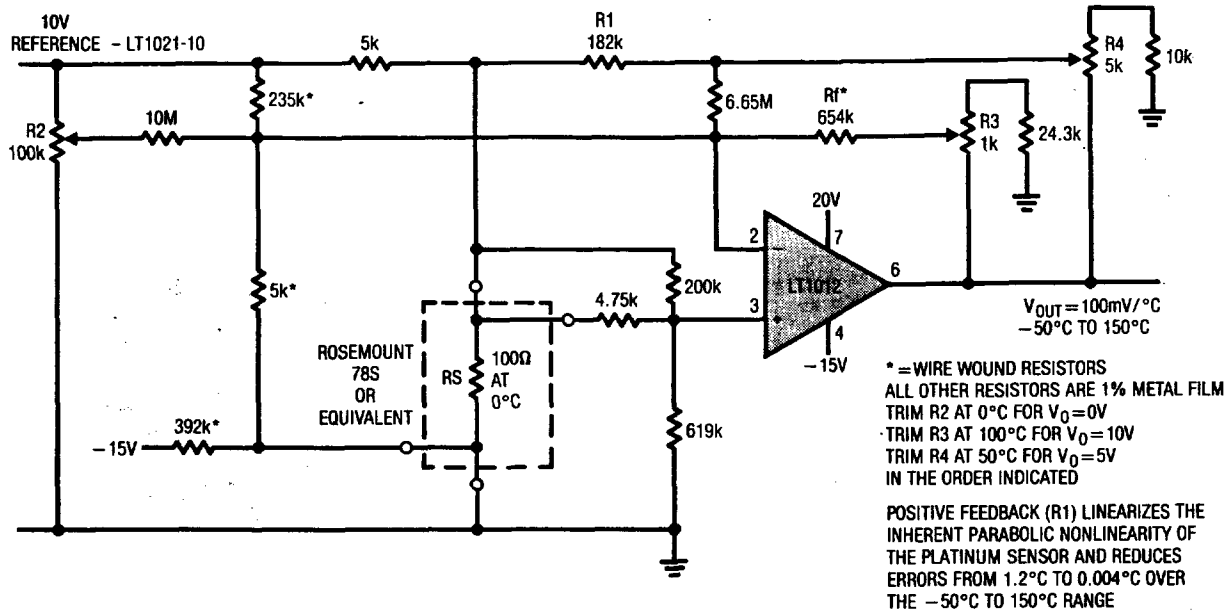 10V
REFERENCE - LT1021-10
5k
R1
182k
R4
5k
10k
235k*
6.65M
Rf*
654k
R2
100k
10M
R3
1k
24.3k
20V
2
7
-
LT1012
6
5k*
200k
4.75k
3
+
4
-15V
VOUT = 100mV/°C
-50°C TO 150°C
ROSEMOUNT
78S
OR
EQUIVALENT
RS
100Ω
AT
0°C
* = WIRE WOUND RESISTORS
ALL OTHER RESISTORS ARE 1% METAL FILM
TRIM R2 AT 0°C FOR VO = 0V
TRIM R3 AT 100°C FOR VO = 10V
TRIM R4 AT 50°C FOR VO = 5V
IN THE ORDER INDICATED
392k*
-15V
619k
POSITIVE FEEDBACK (R1) LINEARIZES THE
INHERENT PARABOLIC NONLINEARITY OF
THE PLATINUM SENSOR AND REDUCES
ERRORS FROM 1.2°C TO 0.004°C OVER
THE -50°C TO 150°C RANGE